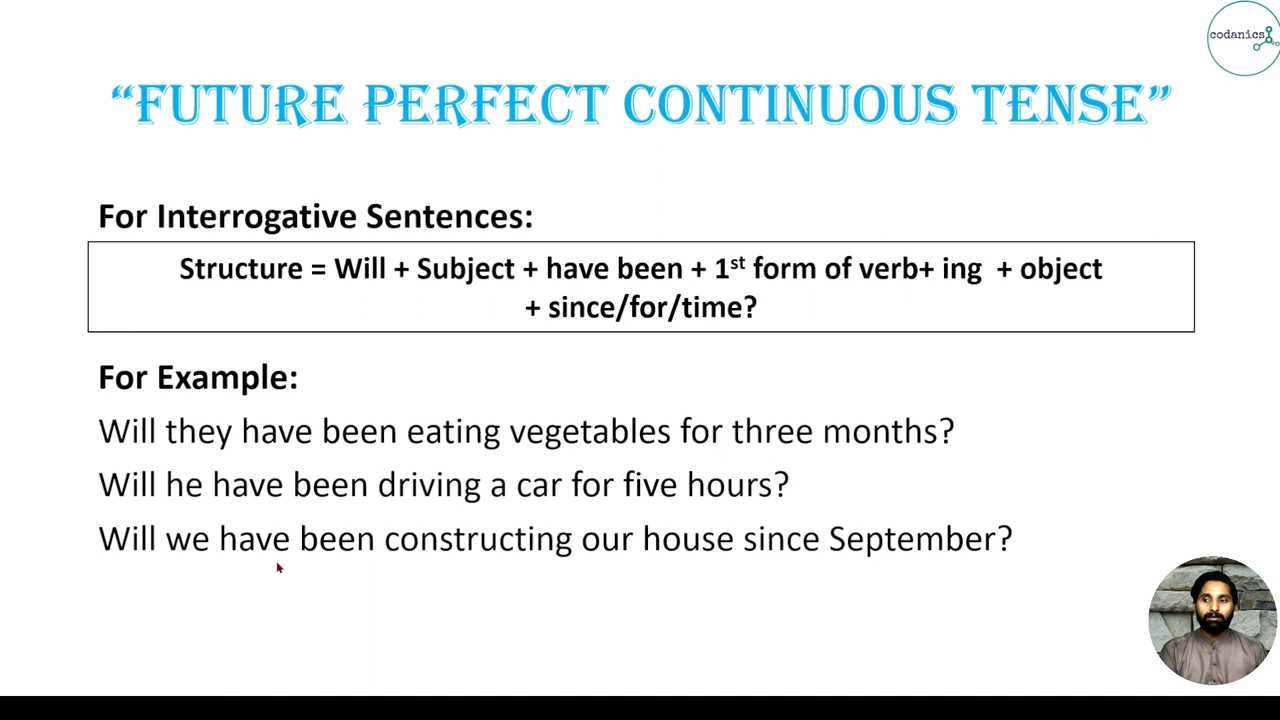 codanics
“FUTURE PERFECT CONTINUOUS TENSE”
For Interrogative Sentences:
Structure = Will + Subject + have been + 1st form of verb+ ing + object
+ since/for/time?
For Example:
Will they have been eating vegetables for three months?
Will he have been driving a car for five hours?
Will we have been constructing our house since September?